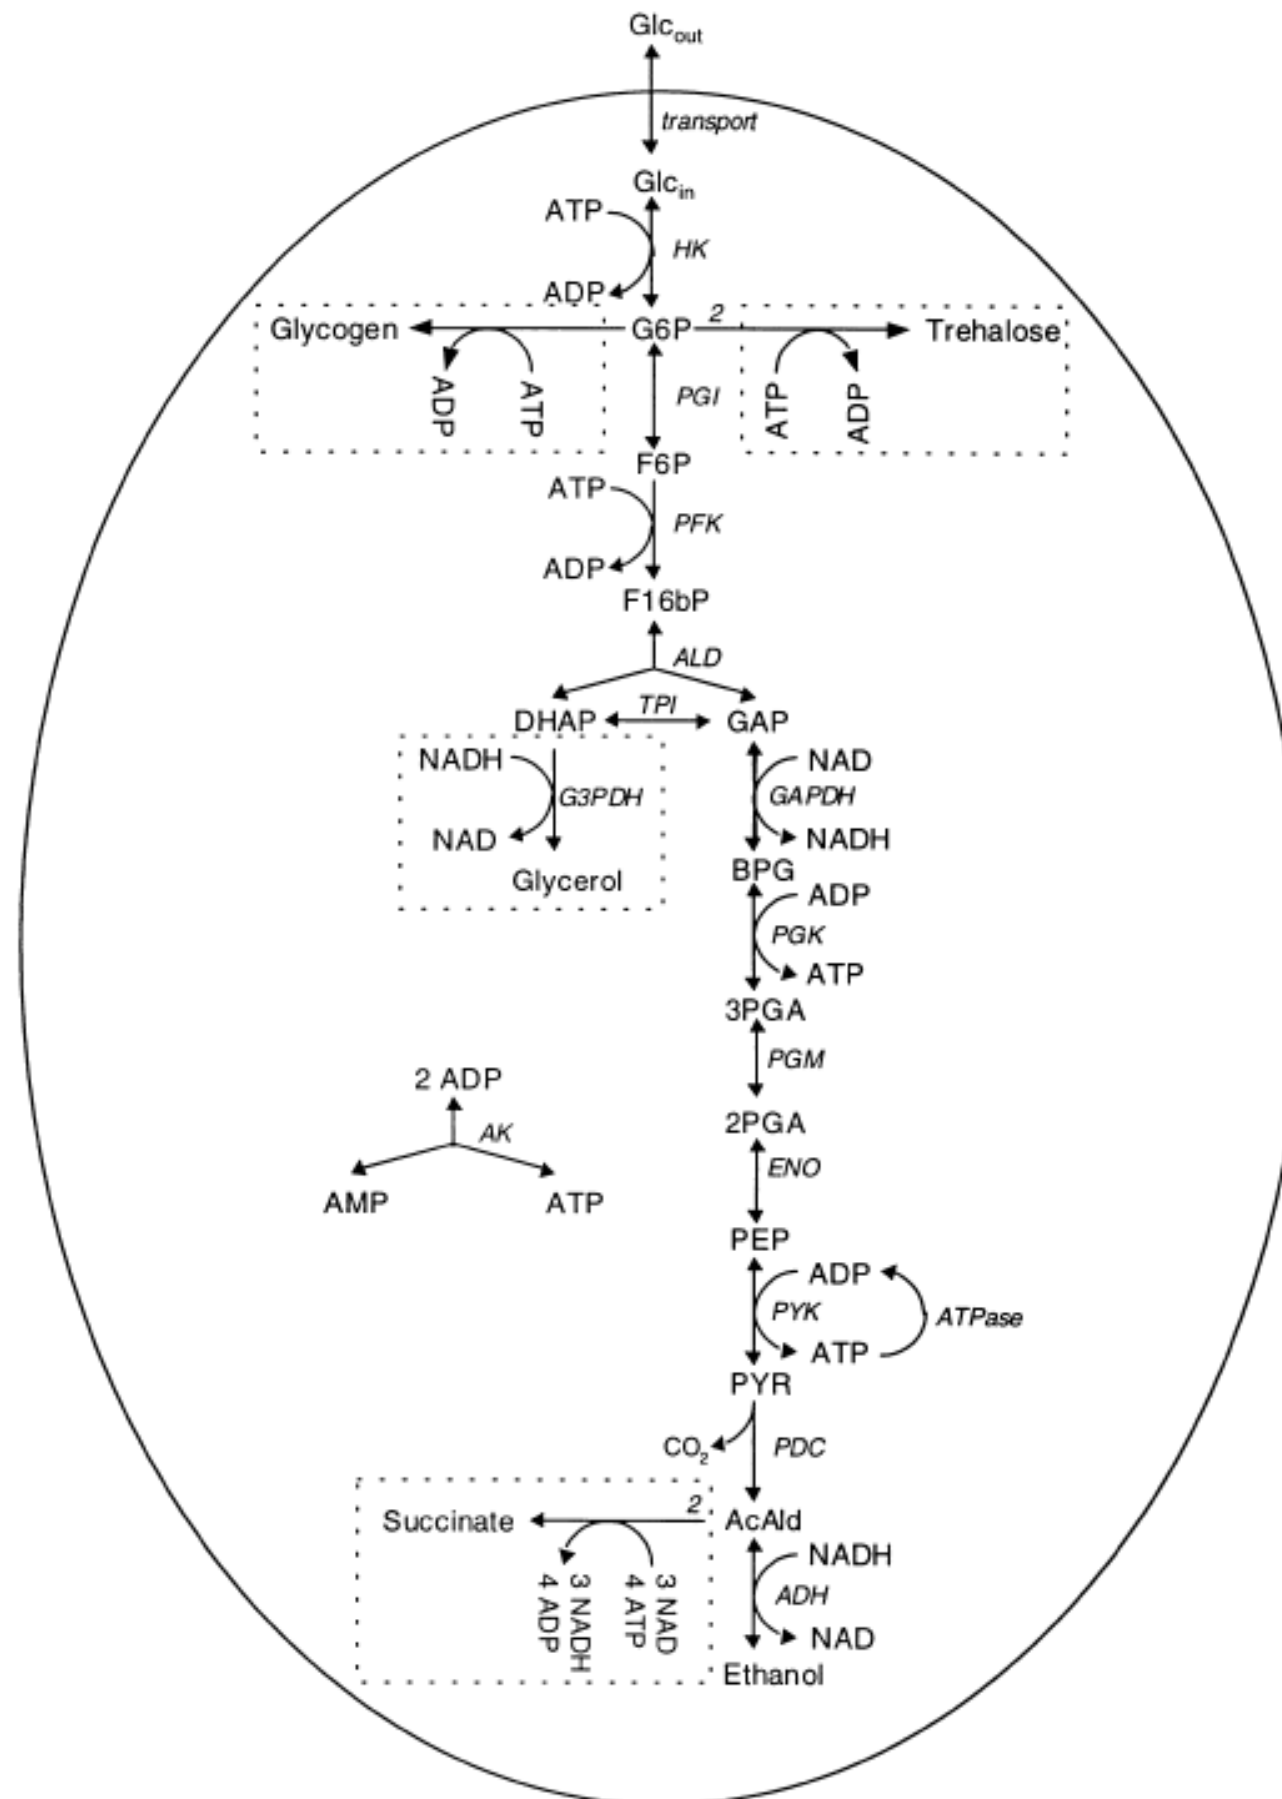 Glc_out
transport
Glc_in
ATP
HK
ADP
Glycogen G6P 2 Trehalose
ADP ATP PGI ATP ADP
F6P
ATP
PFK
ADP
F16bP
ALD
DHAP TPI GAP
NADH NAD
G3PDH GAPDH
NAD NADH
Glycerol BPG
ADP
PGK
ATP
3PGA
PGM
2 ADP
AK
AMP ATP
2PGA
ENO
PEP
ADP
PYK ATPase
ATP
PYR
CO₂ PDC
Succinate 2 AcAld
4 ADP
3 NADH
4 ATP
3 NAD
NADH
ADH
NAD
Ethanol